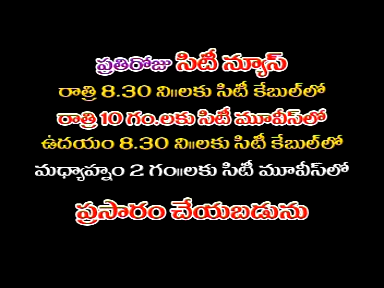 ప్రతిరోజు సిటీ న్యూస్
రాత్రి 8.30 ని॥లకు సిటీ కేబుల్‌లో
రాత్రి 10 గం.లకు సిటీ మూవీస్‌లో
ఉదయం 8.30 ని॥లకు సిటీ కేబుల్‌లో
మధ్యాహ్నం 2 గం॥లకు సిటీ మూవీస్‌లో
ప్రసారం చేయబడును